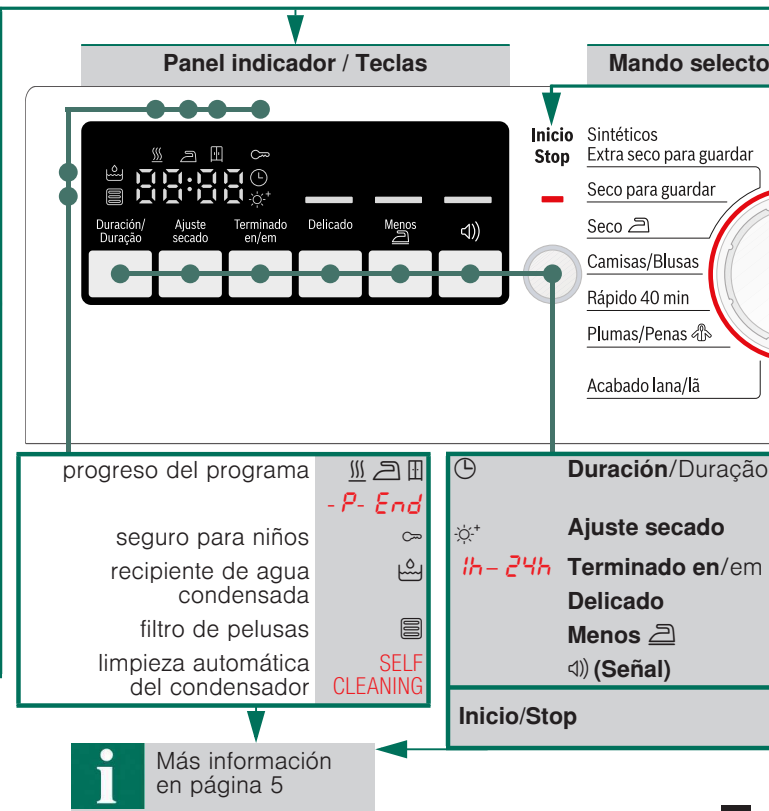 Panel indicador / Teclas
Mando selecto
88:88
Duración/
Duração
Ajuste
secado
Terminado
en/em
Delicado
Menos
Inicio
Stop
Sintéticos
Extra seco para guardar
Seco para guardar
Seco
Camisas/Blusas
Rápido 40 min
Plumas/Penas
Acabado lana/lã
progreso del programa
-P- End
seguro para niños
recipiente de agua
condensada
filtro de pelusas
limpieza automática
del condensador
SELF
CLEANING
Duración/Duração
Ajuste secado
1h – 24h Terminado en/em
Delicado
Menos
(Señal)
Inicio/Stop
i
Más información
en página 5